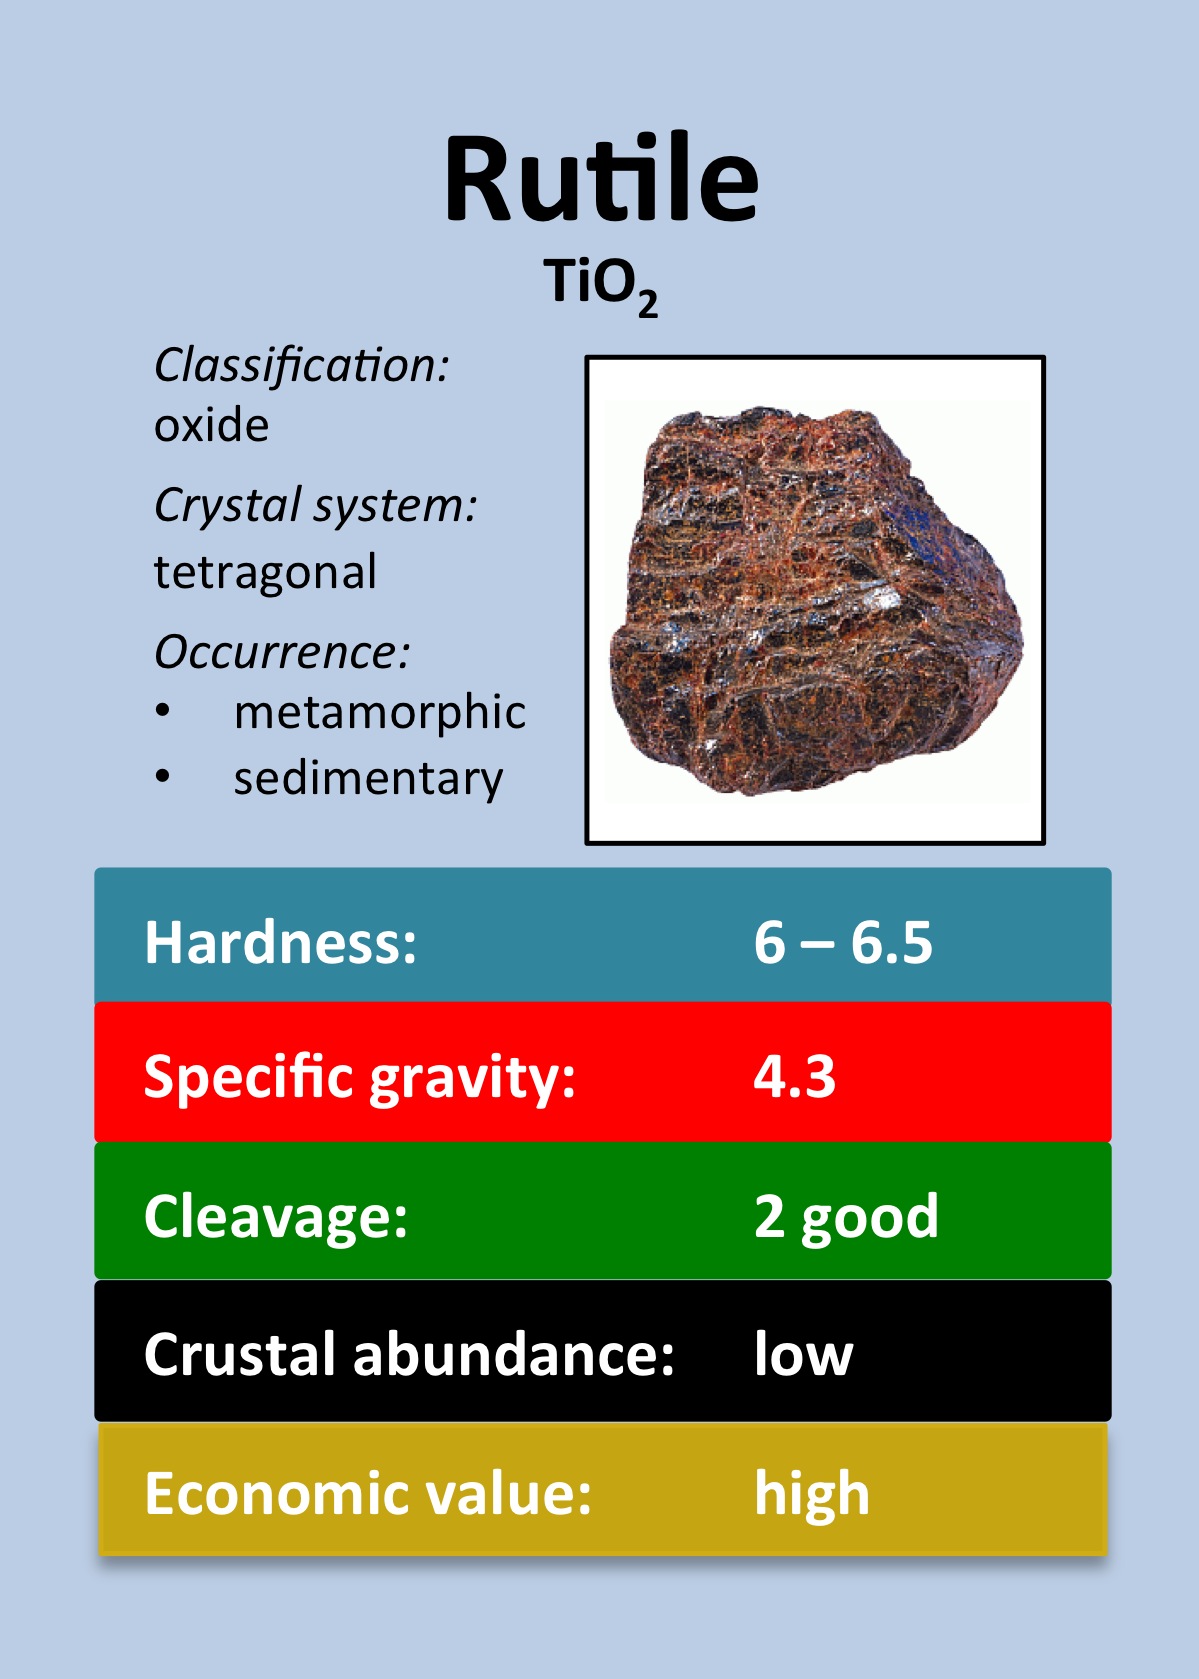 Rutile
TiO₂
Classification:
oxide
Crystal system:
tetragonal
Occurrence:
• metamorphic
• sedimentary
Hardness: 6 – 6.5
Specific gravity: 4.3
Cleavage: 2 good
Crustal abundance: low
Economic value: high